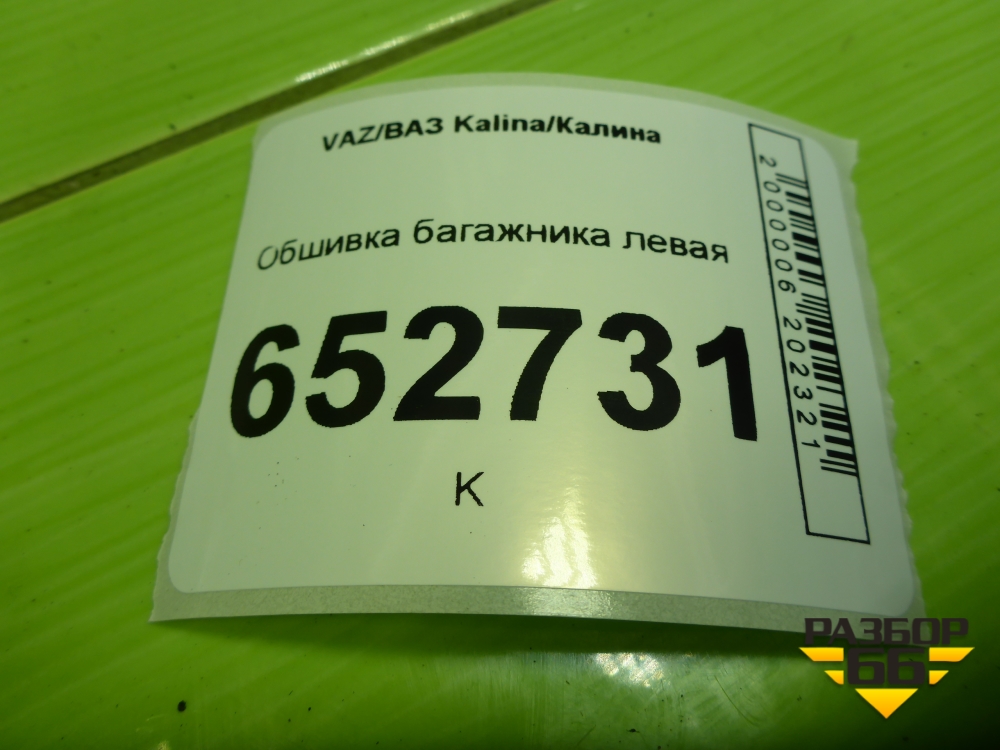 VAZ/ВАЗ Kalina/Калина
Обшивка багажника левая
652731
К
2000006202321
РАЗБОР
66